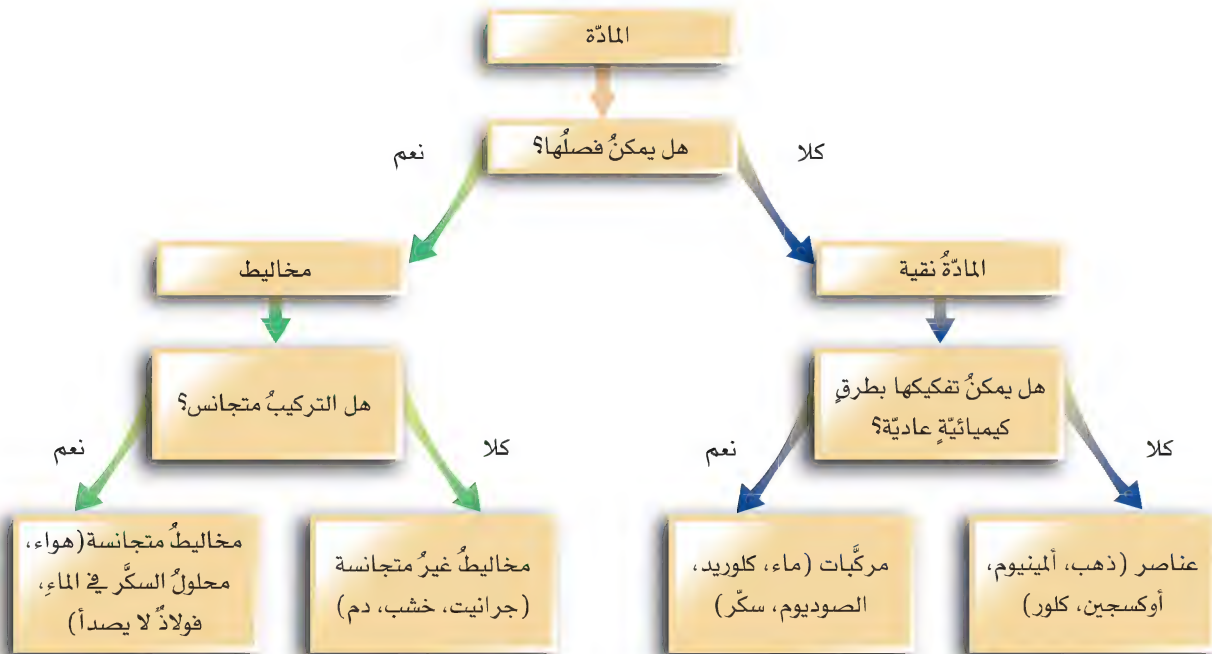 المادّة
هل يمكنُ فصلُها؟
كلا
نعم
المادّةُ نقية
مخاليط
هل يمكنُ تفكيكها بطرقٍ
كيميائيّةٍ عاديّة؟
هل التركيبُ متجانس؟
كلا
نعم
كلا
نعم
عناصر (ذهب، ألمينيوم،
أوكسجين، كلور)
مركَّبات (ماء، كلوريد،
الصوديوم، سكّر)
مخاليطُ غيرُ متجانسة
(جرانيت، خشب، دم)
مخاليطُ متجانسة (هواء،
محلولُ السكَّر في الماءِ،
فولاذٌ لا يصدأ)